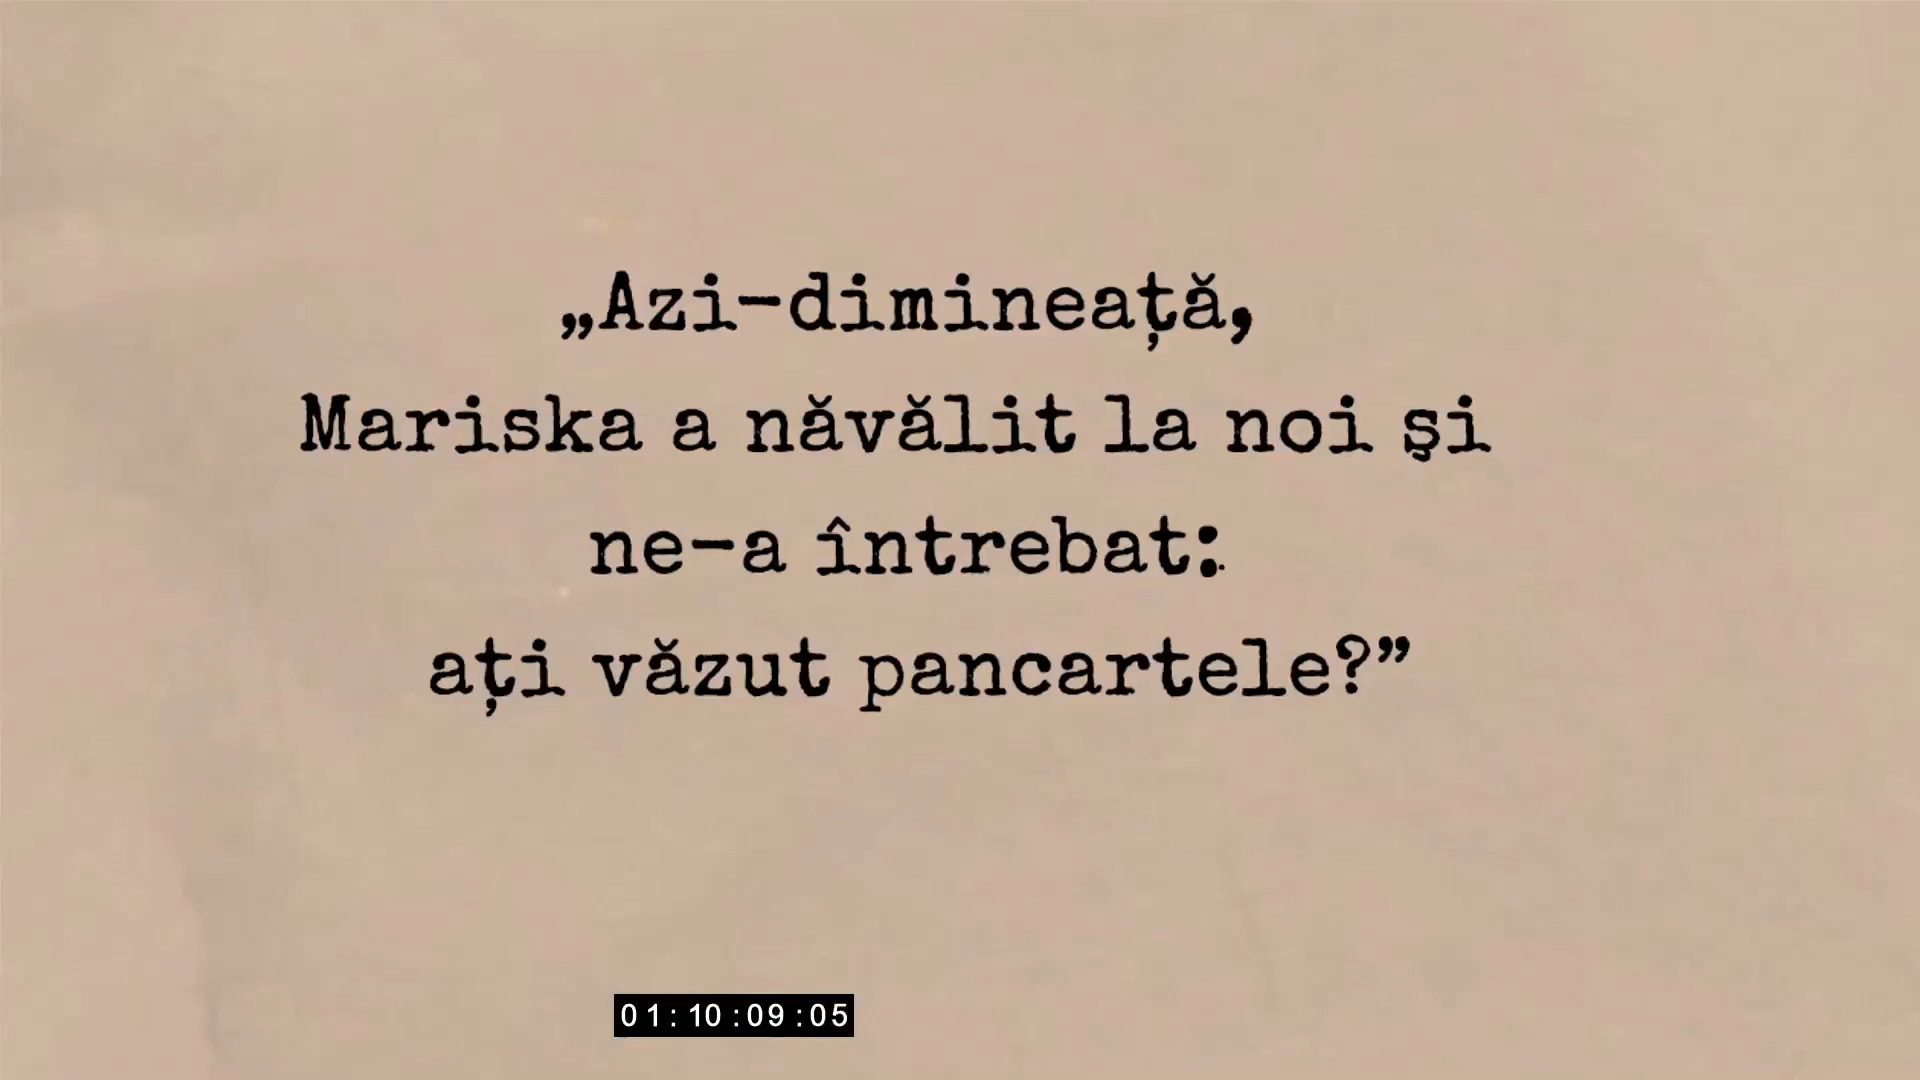 „Azi-dimineață,
Mariska a năvălit la noi şi
ne-a întrebat:
ați văzut pancartele?”
01:10:09:05